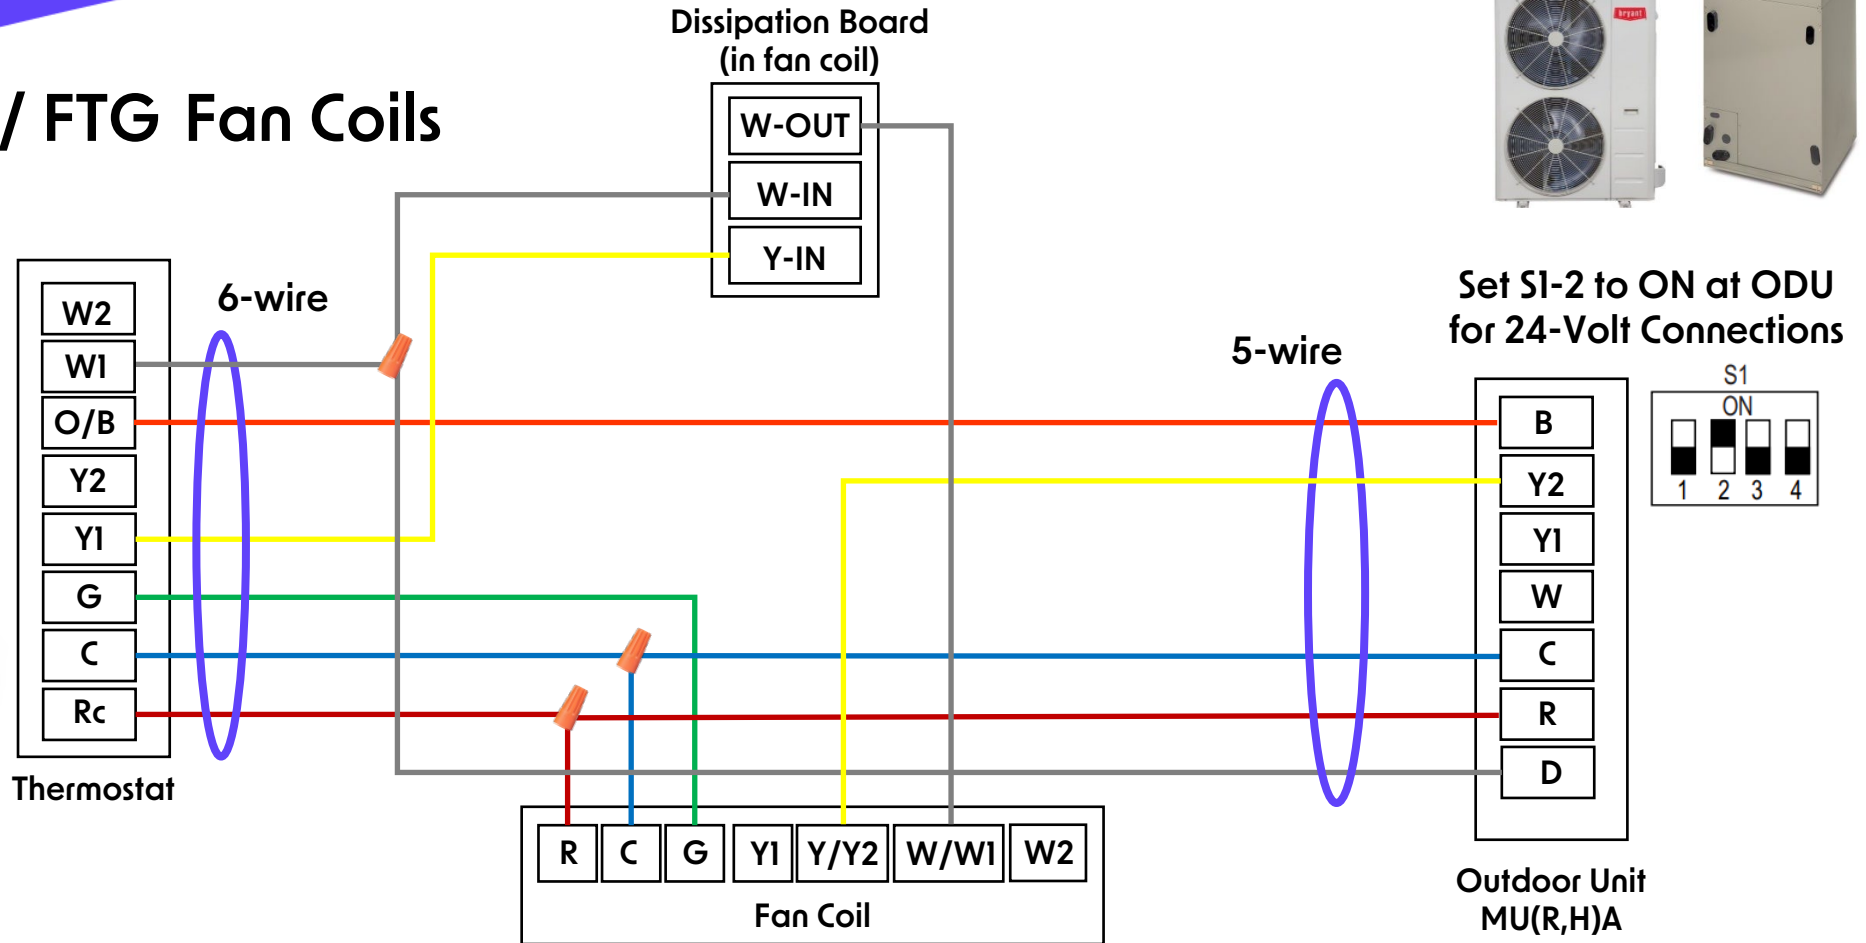 Dissipation Board
(in fan coil)
bryant
/ FTG Fan Coils
W-OUT
W-IN
Y-IN
6-wire
W2
W1
O/B
Y2
Y1
G
C
Rc
Thermostat
Set S1-2 to ON at ODU
for 24-Volt Connections
5-wire
S1
ON
1 2 3 4
B
Y2
Y1
W
C
R
D
R C G Y1 Y/Y2 W/W1 W2
Fan Coil
Outdoor Unit
MU(R,H)A